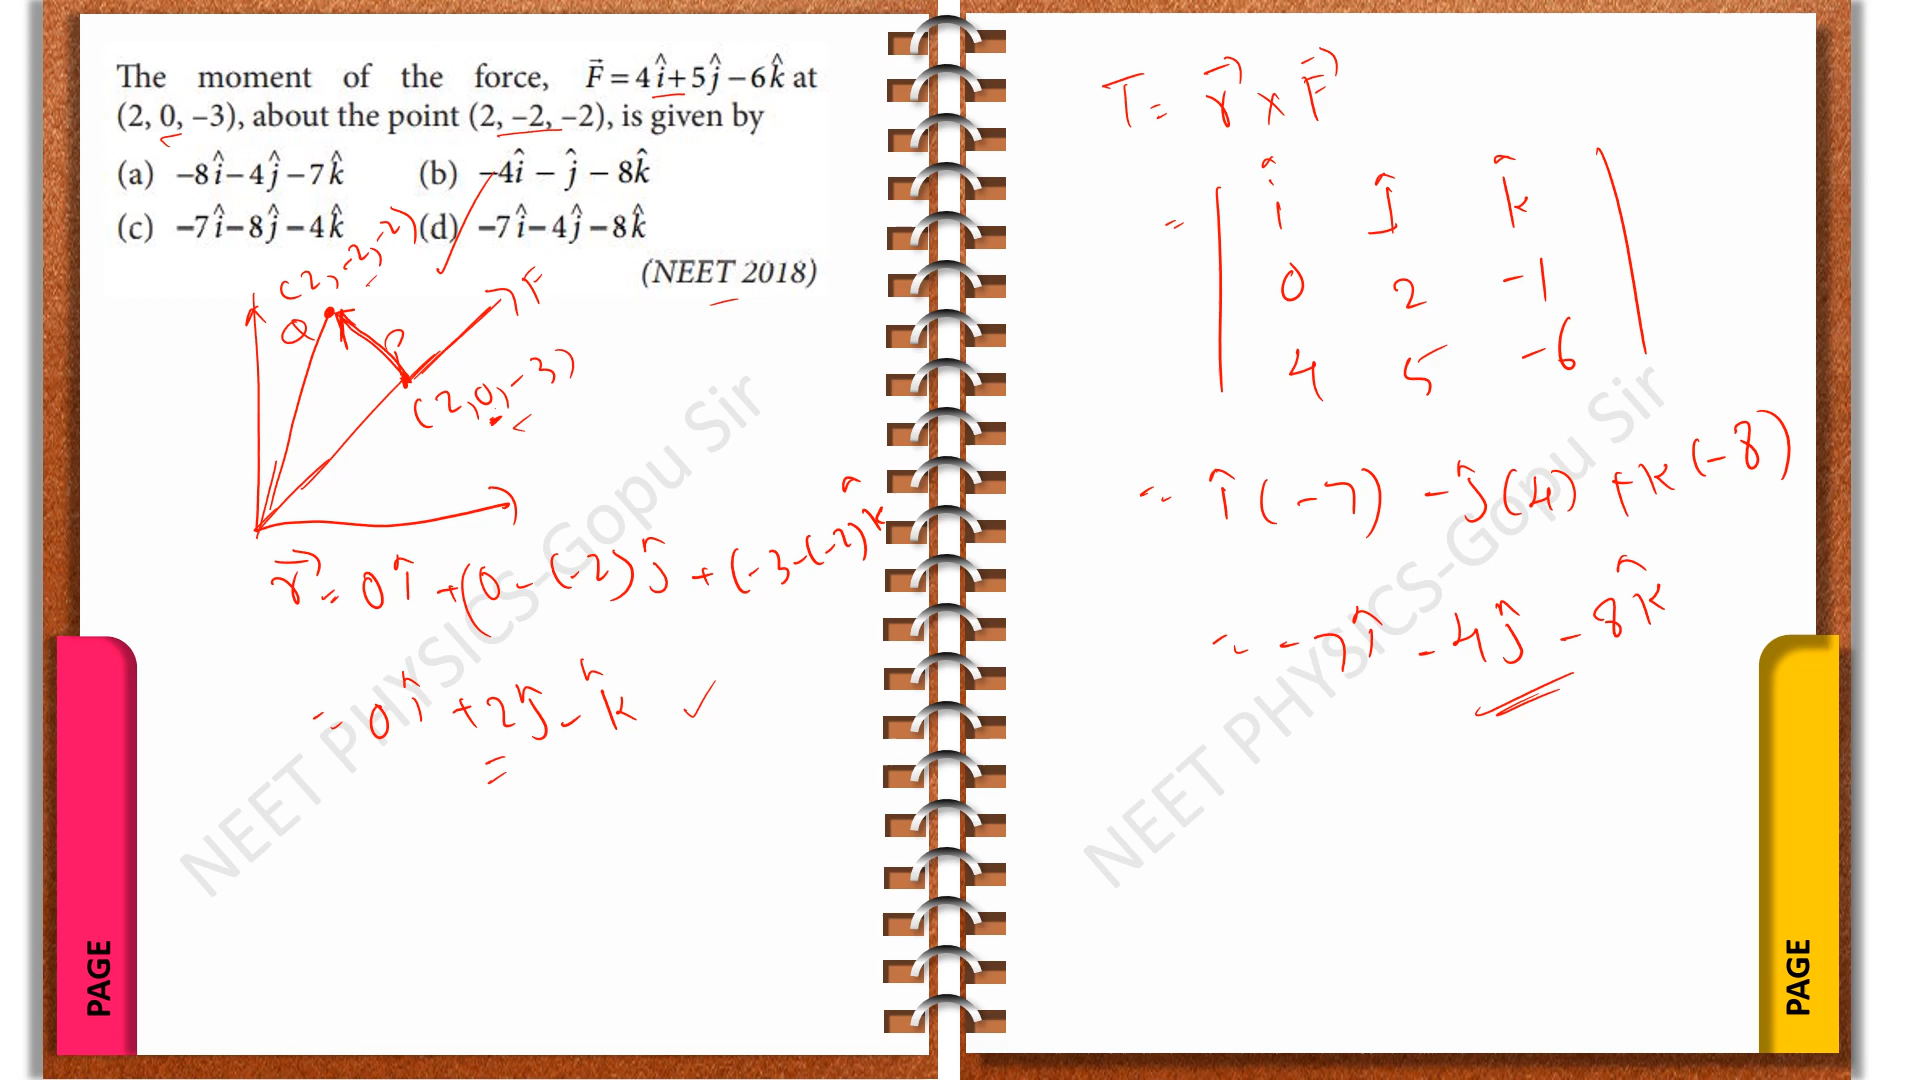 The moment of the force, F⃗ = 4î + 5ĵ – 6k̂ at
(2, 0, –3), about the point (2, –2, –2), is given by
(a) –8î – 4ĵ – 7k̂ (b) –4î – ĵ – 8k̂
(c) –7î – 8ĵ – 4k̂ (d) –7î – 4ĵ – 8k̂
(NEET 2018)
(2, -2, -2)
F
Q
P
(2, 0, -3)
r⃗ = 0î + (0 - (-2)) ĵ + (-3-(-2) k̂
= 0î + 2ĵ - k̂
NEET PHYSICS-Gopu Sir
PAGE
T = r⃗ × F⃗
= | î ĵ k̂ |
0 2 -1
4 5 -6
= î (-7) - ĵ (4) + k (-8)
= -7î - 4ĵ - 8k̂
NEET PHYSICS-Gopu Sir
PAGE